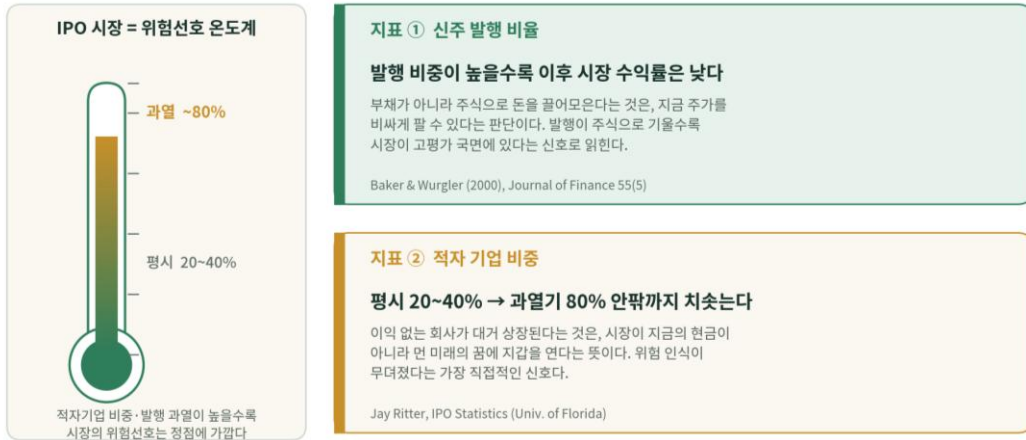 IPO 시장 = 위험선호 온도계
과열 ~80%
평시 20~40%
적자기업 비중·발행 과열이 높을수록
시장의 위험선호는 정점에 가깝다
지표 ① 신주 발행 비율
발행 비중이 높을수록 이후 시장 수익률은 낮다
부채가 아니라 주식으로 돈을 끌어모은다는 것은, 지금 주가를
비싸게 팔 수 있다는 판단이다. 발행이 주식으로 기울수록
시장이 고평가 국면에 있다는 신호로 읽힌다.
Baker & Wurgler (2000), Journal of Finance 55(5)
지표 ② 적자 기업 비중
평시 20~40% → 과열기 80% 안팎까지 치솟는다
이익 없는 회사가 대거 상장된다는 것은, 시장이 지금의 현금이
아니라 먼 미래의 꿈에 지갑을 연다는 뜻이다. 위험 인식이
무뎌졌다는 가장 직접적인 신호다.
Jay Ritter, IPO Statistics (Univ. of Florida)